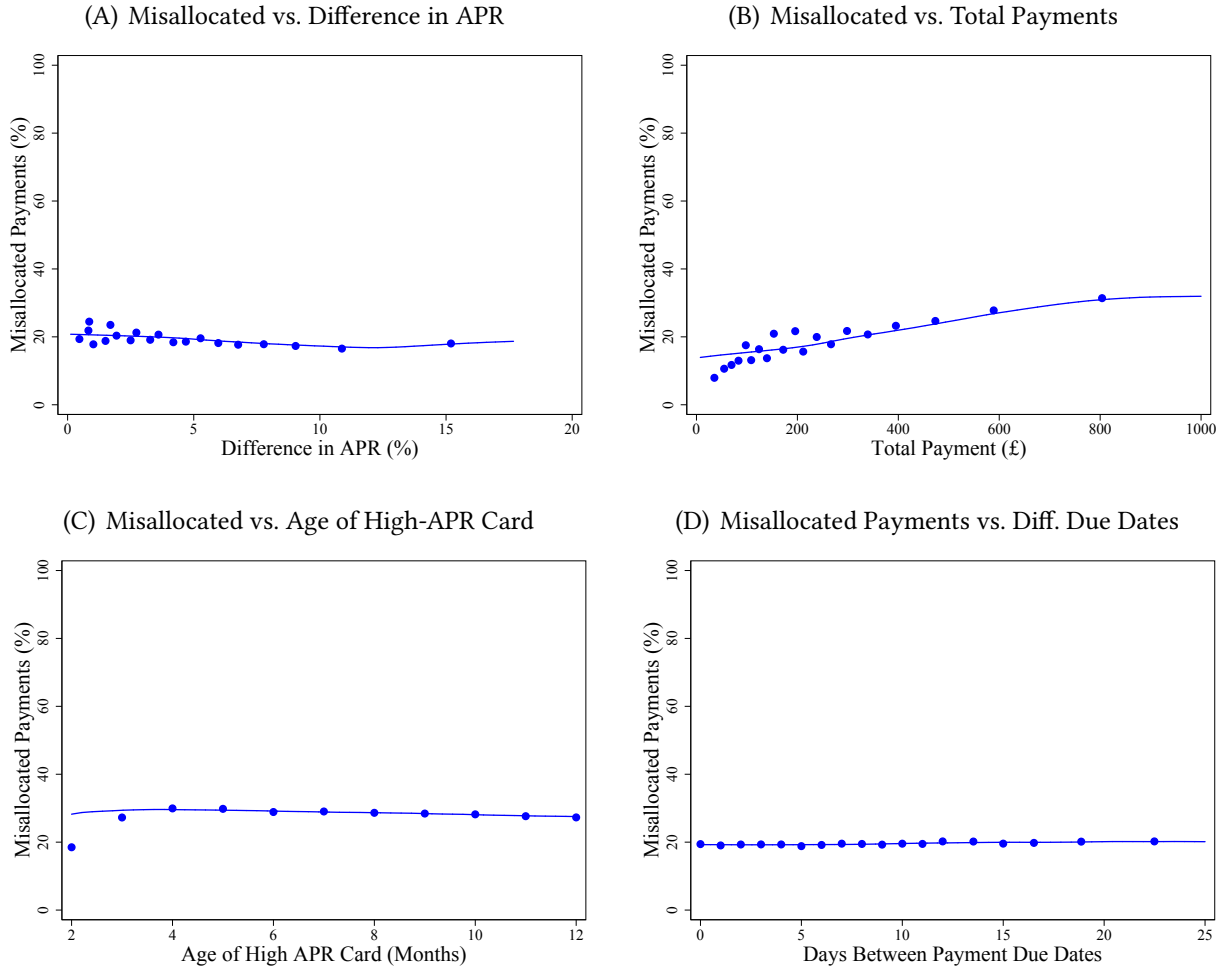 (A) Misallocated vs. Difference in APR
Misallocated Payments (%)
0 20 40 60 80 100
0 5 10 15 20
Difference in APR (%)
(B) Misallocated vs. Total Payments
Misallocated Payments (%)
0 20 40 60 80 100
0 200 400 600 800 1000
Total Payment (£)
(C) Misallocated vs. Age of High-APR Card
Misallocated Payments (%)
0 20 40 60 80 100
2 4 6 8 10 12
Age of High APR Card (Months)
(D) Misallocated Payments vs. Diff. Due Dates
Misallocated Payments (%)
0 20 40 60 80 100
0 5 10 15 20 25
Days Between Payment Due Dates